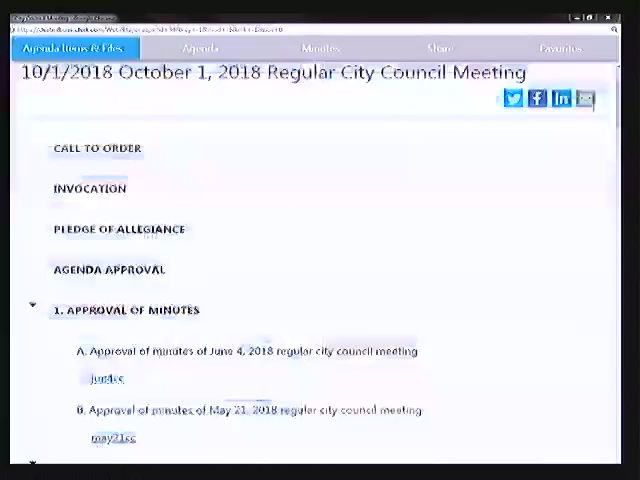 Agenda Items & Files Agenda Minutes Share Favorites
10/1/2018 October 1, 2018 Regular City Council Meeting
in
CALL TO ORDER
INVOCATION
PLEDGE OF ALLEGIANCE
AGENDA APPROVAL
1. APPROVAL OF MINUTES
A. Approval of minutes of June 4, 2018 regular city council meeting
jun4cc
B. Approval of minutes of May 21, 2018 regular city council meeting
may21cc